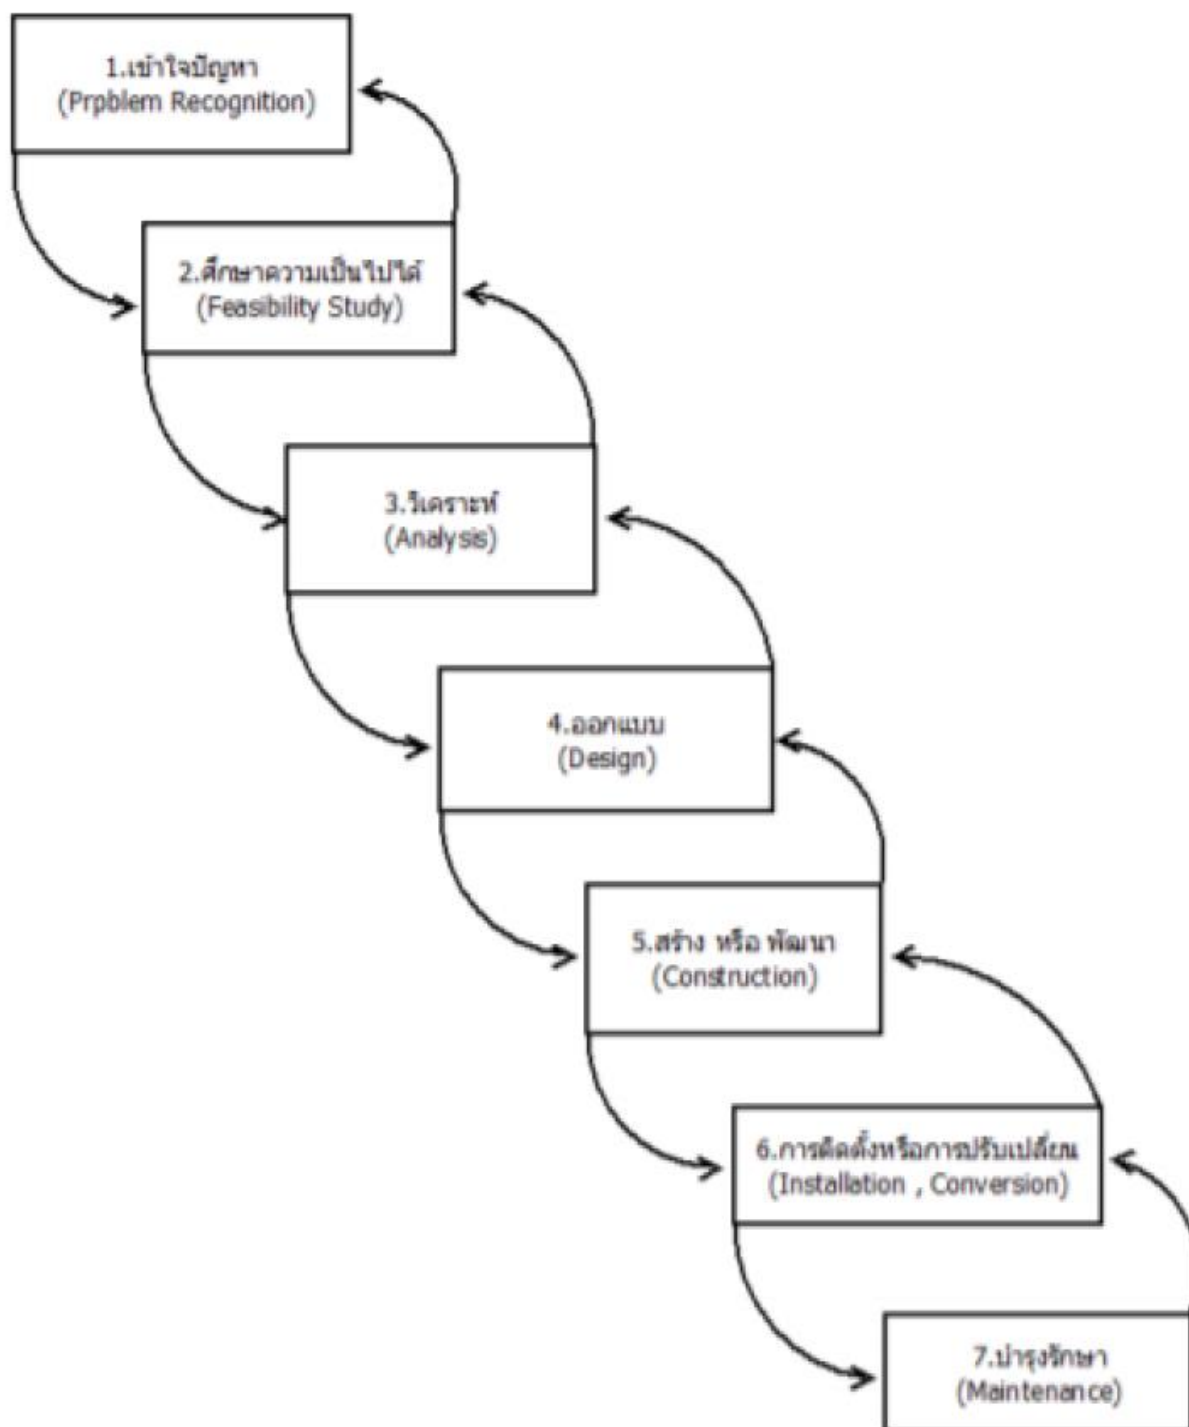 1.เข้าใจปัญหา
(Prpblem Recognition)
2.ศึกษาความเป็นไปได้
(Feasibility Study)
3.วิเคราะห์
(Analysis)
4.ออกแบบ
(Design)
5.สร้าง หรือ พัฒนา
(Construction)
6.การติดตั้งหรือการปรับเปลี่ยน
(Installation , Conversion)
7.บำรุงรักษา
(Maintenance)